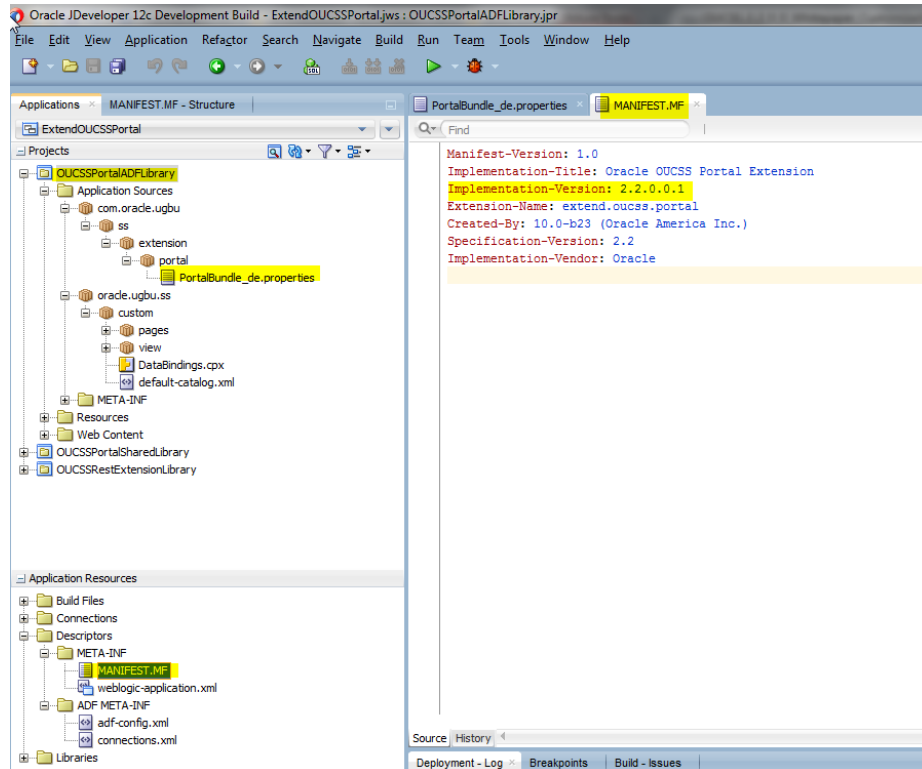 Oracle JDeveloper 12c Development Build - ExtendOUCSSPortal.jws : OUCSSPortalADFLibrary.jpr
File Edit View Application Refactor Search Navigate Build Run Team Tools Window Help
Applications
MANIFEST.MF - Structure
ExtendOUCSSPortal
Projects
OUCSSPortalADFLibrary
Application Sources
com.oracle.ugbu
ss
extension
portal
PortalBundle_de.properties
oracle.ugbu.ss
custom
pages
view
DataBindings.cpx
default-catalog.xml
META-INF
Resources
Web Content
OUCSSPortalSharedLibrary
OUCSSRestExtensionLibrary
Application Resources
Build Files
Connections
Descriptors
META-INF
MANIFEST.MF
weblogic-application.xml
ADF META-INF
adf-config.xml
connections.xml
Libraries
PortalBundle_de.properties
MANIFEST.MF
Find
Manifest-Version: 1.0
Implementation-Title: Oracle OUCSS Portal Extension
Implementation-Version: 2.2.0.0.1
Extension-Name: extend.oucss.portal
Created-By: 10.0-b23 (Oracle America Inc.)
Specification-Version: 2.2
Implementation-Vendor: Oracle
Source History
Deployment - Log
Breakpoints
Build - Issues